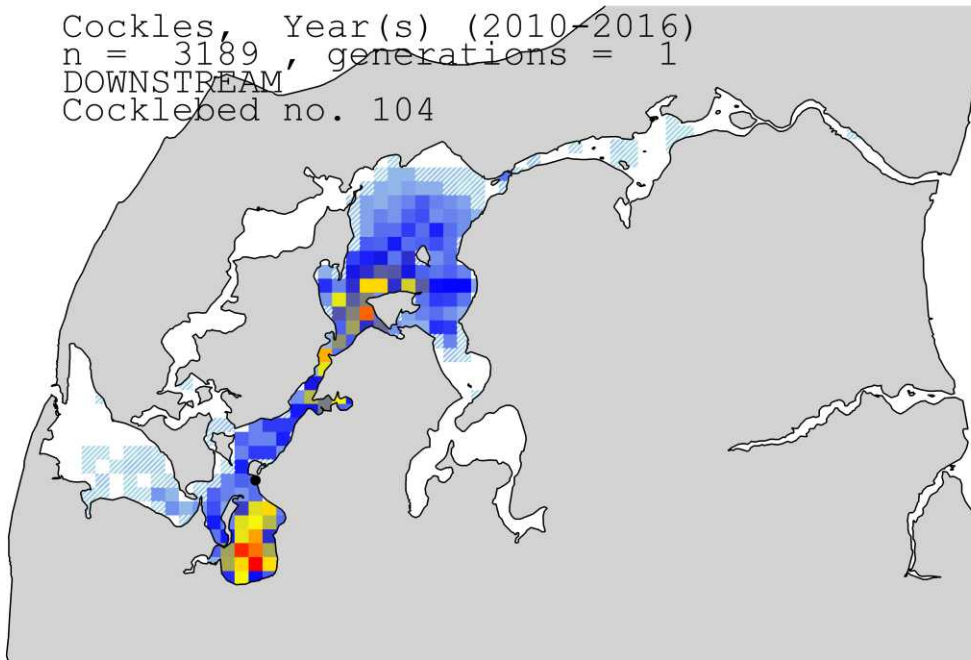 Cockles, Year(s) (2010-2016)
n = 3189 , generations = 1
DOWNSTREAM
Cocklebed no. 104